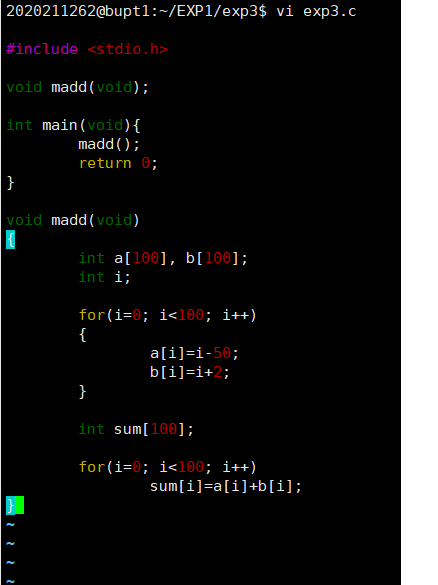 2020211262@bupt1:~/EXP1/exp3$ vi exp3.c
#include <stdio.h>
void madd(void);
int main(void){
madd();
return 0;
}
void madd(void)
{
int a[100], b[100];
int i;
for(i=0; i<100; i++)
{
a[i]=i-50;
b[i]=i+2;
}
int sum[100];
for(i=0; i<100; i++)
sum[i]=a[i]+b[i];
}
~
~
~
~